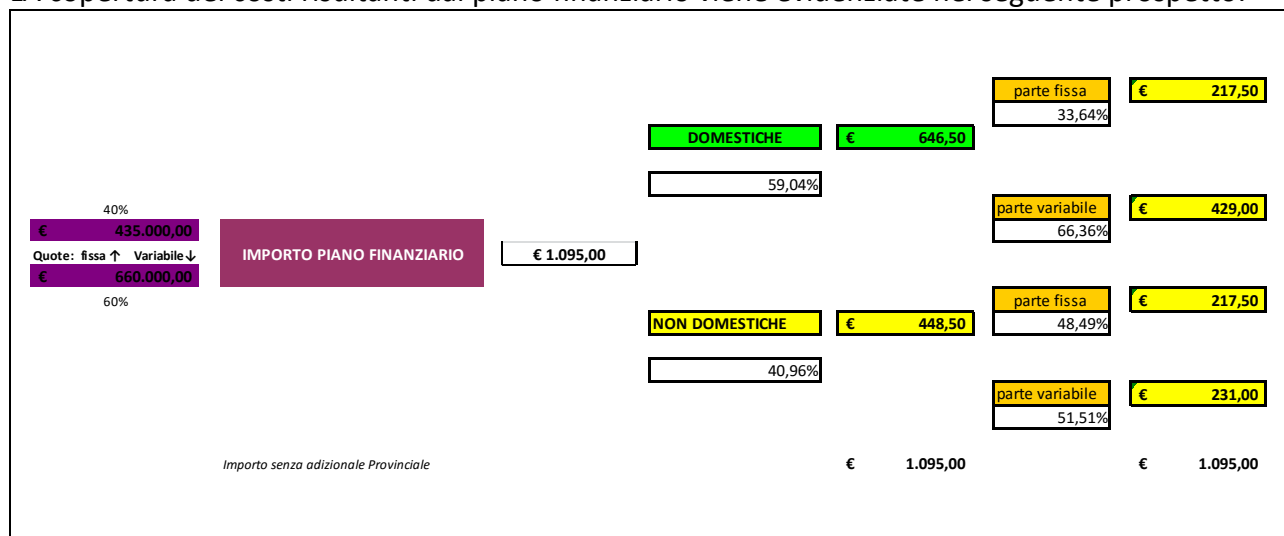 parte fissa € 217,50
33,64%
DOMESTICHE € 646,50
59,04%
40% parte variabile € 429,00
€ 435.000,00 66,36%
Quote: fissa ↑ Variabile↓ IMPORTO PIANO FINANZIARIO € 1.095,00
€ 660.000,00
60% parte fissa € 217,50
NON DOMESTICHE € 448,50 48,49%
40,96%
parte variabile € 231,00
51,51%
Importo senza adizionale Provinciale € 1.095,00 € 1.095,00